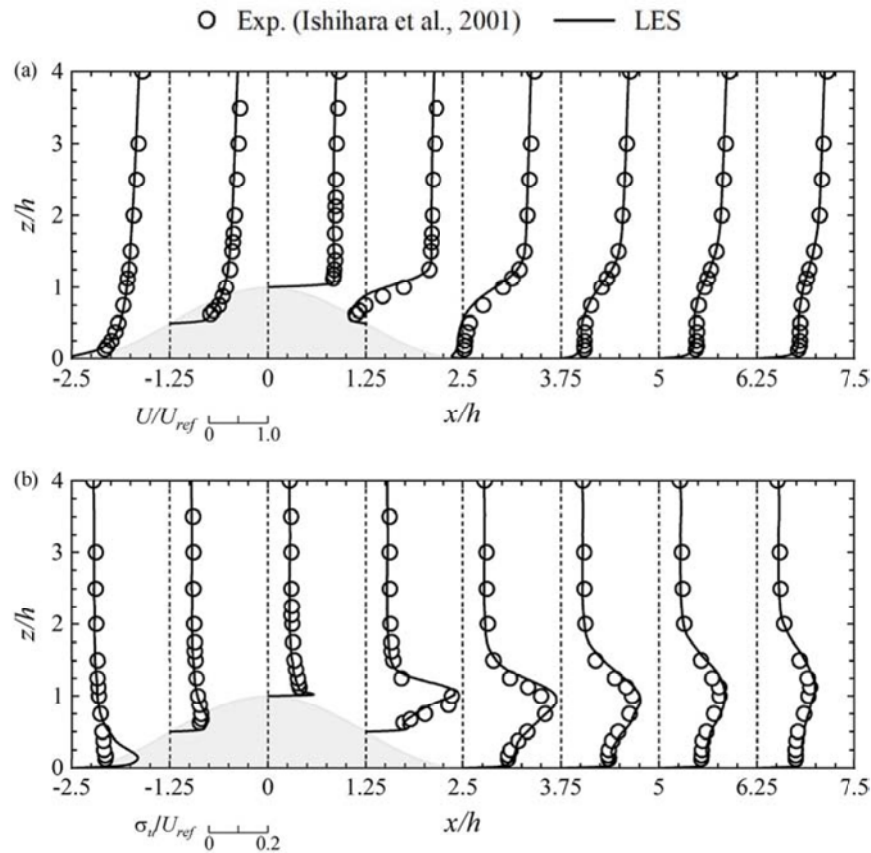 Exp. (Ishihara et al., 2001) LES
(a)
4
3
2
1
0
z/h
-2.5 -1.25 0 1.25 2.5 3.75 5 6.25 7.5
U/U_ref 0 1.0
x/h
(b)
4
3
2
1
0
z/h
-2.5 -1.25 0 1.25 2.5 3.75 5 6.25 7.5
σ_u/U_ref 0 0.2
x/h